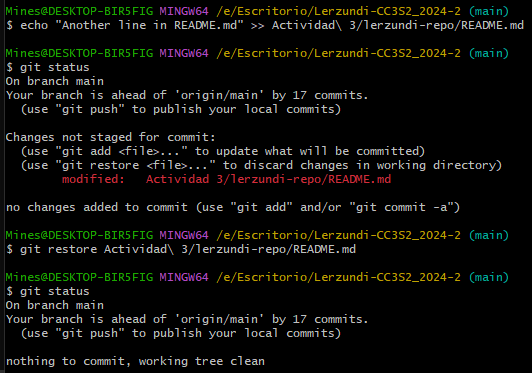 Mines@DESKTOP-BIR5FIG MINGW64 /e/Escritorio/Lerzundi-CC3S2_2024-2 (main)
$ echo "Another line in README.md" >> Actividad\ 3/lerzundi-repo/README.md
Mines@DESKTOP-BIR5FIG MINGW64 /e/Escritorio/Lerzundi-CC3S2_2024-2 (main)
$ git status
On branch main
Your branch is ahead of 'origin/main' by 17 commits.
  (use "git push" to publish your local commits)
Changes not staged for commit:
  (use "git add <file>..." to update what will be committed)
  (use "git restore <file>..." to discard changes in working directory)
        modified:   Actividad 3/lerzundi-repo/README.md
no changes added to commit (use "git add" and/or "git commit -a")
Mines@DESKTOP-BIR5FIG MINGW64 /e/Escritorio/Lerzundi-CC3S2_2024-2 (main)
$ git restore Actividad\ 3/lerzundi-repo/README.md
Mines@DESKTOP-BIR5FIG MINGW64 /e/Escritorio/Lerzundi-CC3S2_2024-2 (main)
$ git status
On branch main
Your branch is ahead of 'origin/main' by 17 commits.
  (use "git push" to publish your local commits)
nothing to commit, working tree clean